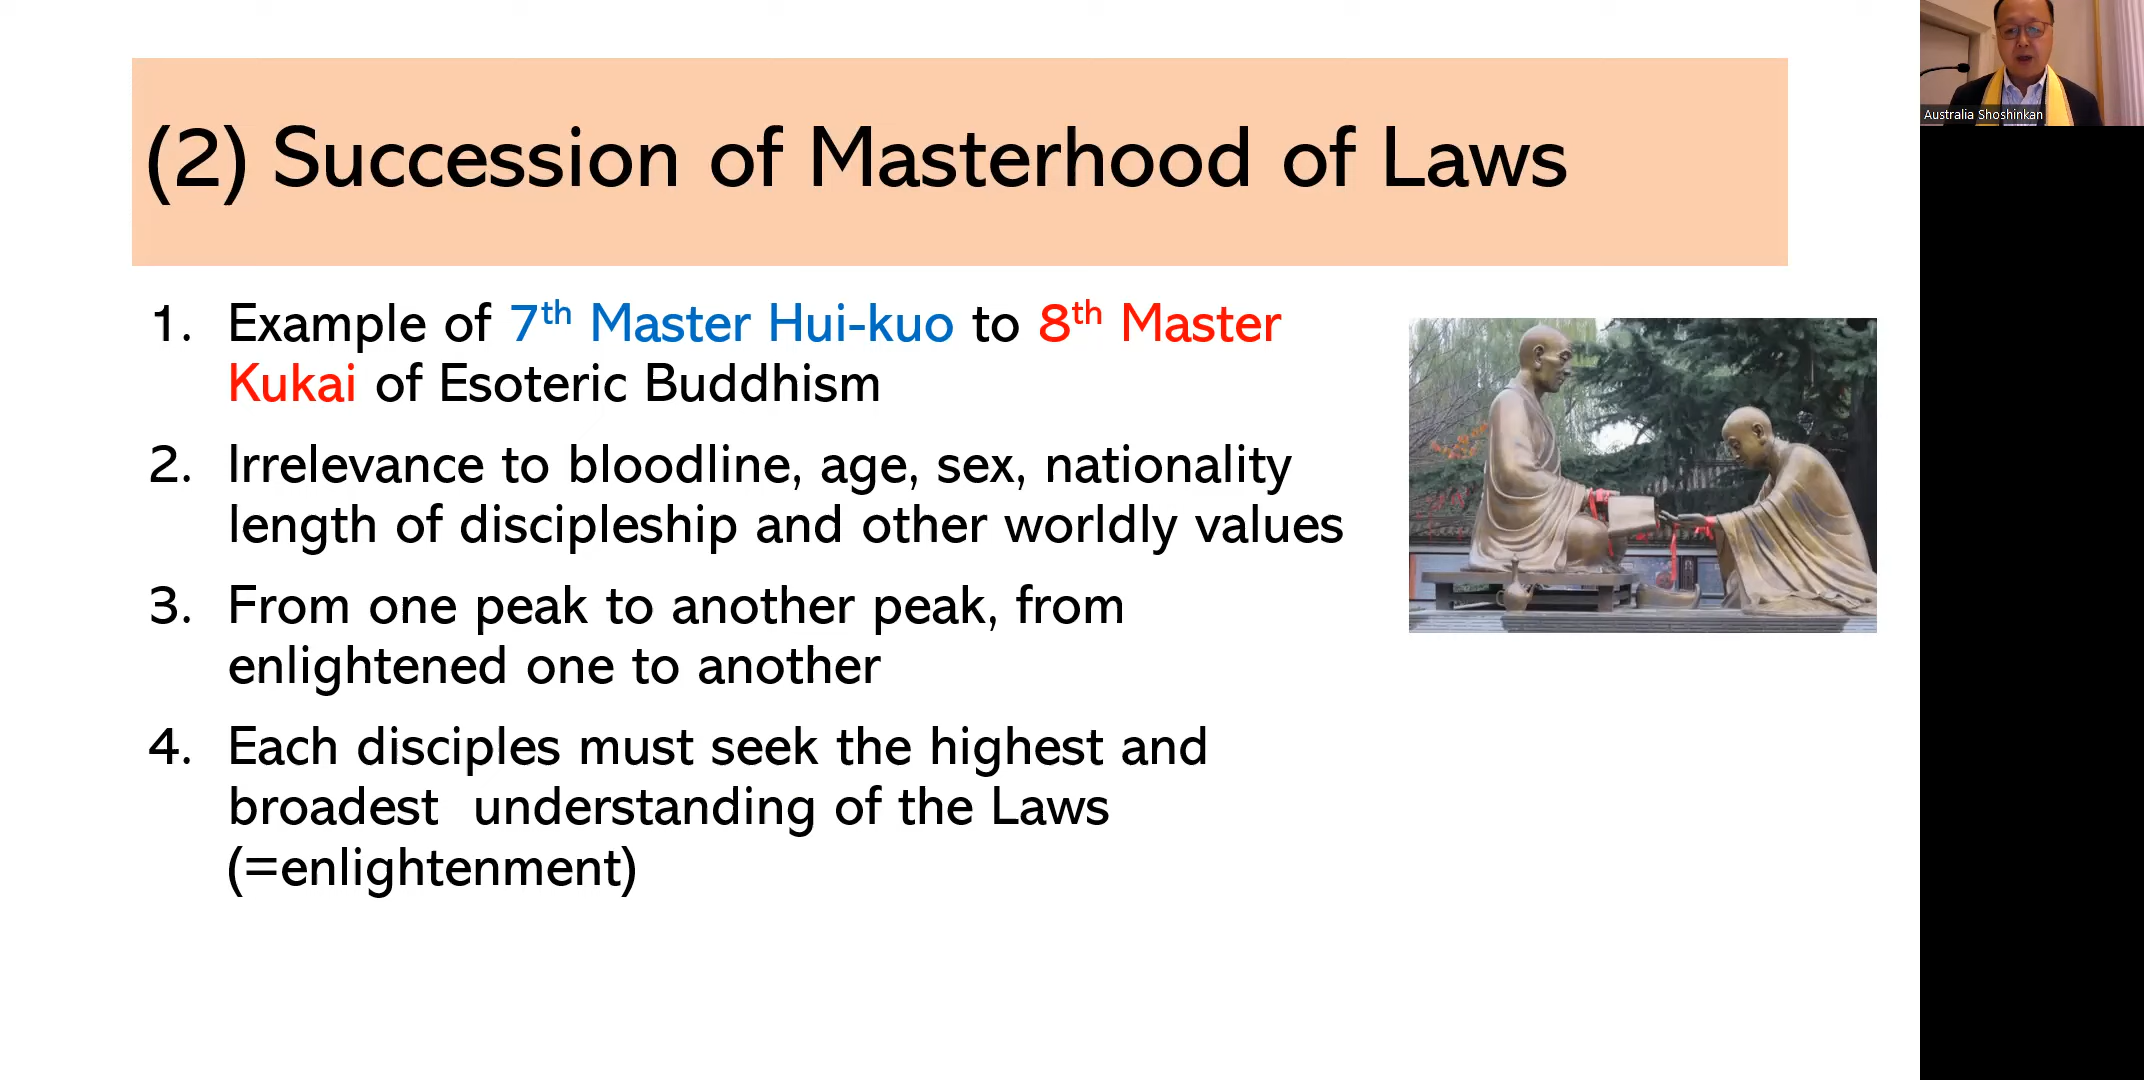 (2) Succession of Masterhood of Laws
1. Example of 7th Master Hui-kuo to 8th Master
Kukai of Esoteric Buddhism
2. Irrelevance to bloodline, age, sex, nationality
length of discipleship and other worldly values
3. From one peak to another peak, from
enlightened one to another
4. Each disciples must seek the highest and
broadest  understanding of the Laws
(=enlightenment)
Australia Shoshinkan